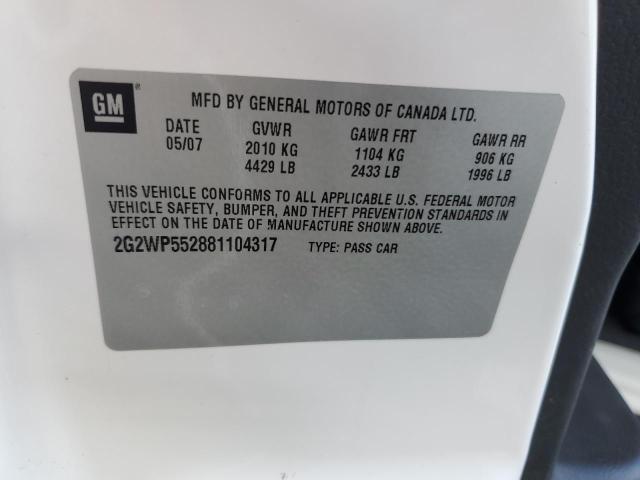 GM
MFD BY GENERAL MOTORS OF CANADA LTD.
DATE GVWR GAWR FRT GAWR RR
05/07 2010 KG 1104 KG 906 KG
4429 LB 2433 LB 1996 LB
THIS VEHICLE CONFORMS TO ALL APPLICABLE U.S. FEDERAL MOTOR
VEHICLE SAFETY, BUMPER, AND THEFT PREVENTION STANDARDS IN
EFFECT ON THE DATE OF MANUFACTURE SHOWN ABOVE.
2G2WP552881104317 TYPE: PASS CAR